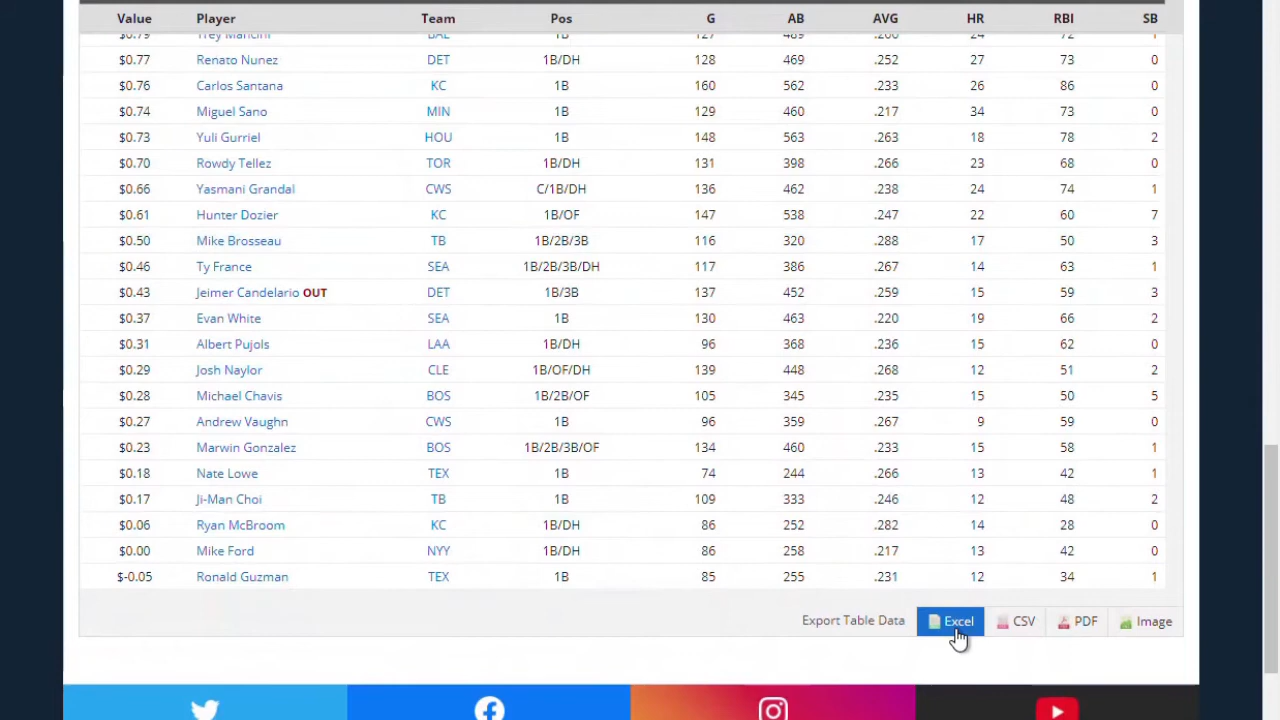 Value Player Team Pos G AB AVG HR RBI SB
$0.79 Trey Mancini BAL 1B 127 489 .260 24 72 1
$0.77 Renato Nunez DET 1B/DH 128 469 .252 27 73 0
$0.76 Carlos Santana KC 1B 160 562 .233 26 86 0
$0.74 Miguel Sano MIN 1B 129 460 .217 34 73 0
$0.73 Yuli Gurriel HOU 1B 148 563 .263 18 78 2
$0.70 Rowdy Tellez TOR 1B/DH 131 398 .266 23 68 0
$0.66 Yasmani Grandal CWS C/1B/DH 136 462 .238 24 74 1
$0.61 Hunter Dozier KC 1B/OF 147 538 .247 22 60 7
$0.50 Mike Brosseau TB 1B/2B/3B 116 320 .288 17 50 3
$0.46 Ty France SEA 1B/2B/3B/DH 117 386 .267 14 63 1
$0.43 Jeimer Candelario OUT DET 1B/3B 137 452 .259 15 59 3
$0.37 Evan White SEA 1B 130 463 .220 19 66 2
$0.31 Albert Pujols LAA 1B/DH 96 368 .236 15 62 0
$0.29 Josh Naylor CLE 1B/OF/DH 139 448 .268 12 51 2
$0.28 Michael Chavis BOS 1B/2B/OF 105 345 .235 15 50 5
$0.27 Andrew Vaughn CWS 1B 96 359 .267 9 59 0
$0.23 Marwin Gonzalez BOS 1B/2B/3B/OF 134 460 .233 15 58 1
$0.18 Nate Lowe TEX 1B 74 244 .266 13 42 1
$0.17 Ji-Man Choi TB 1B 109 333 .246 12 48 2
$0.06 Ryan McBroom KC 1B/DH 86 252 .282 14 28 0
$0.00 Mike Ford NYY 1B/DH 86 258 .217 13 42 0
$-0.05 Ronald Guzman TEX 1B 85 255 .231 12 34 1
Export Table Data Excel CSV PDF Image